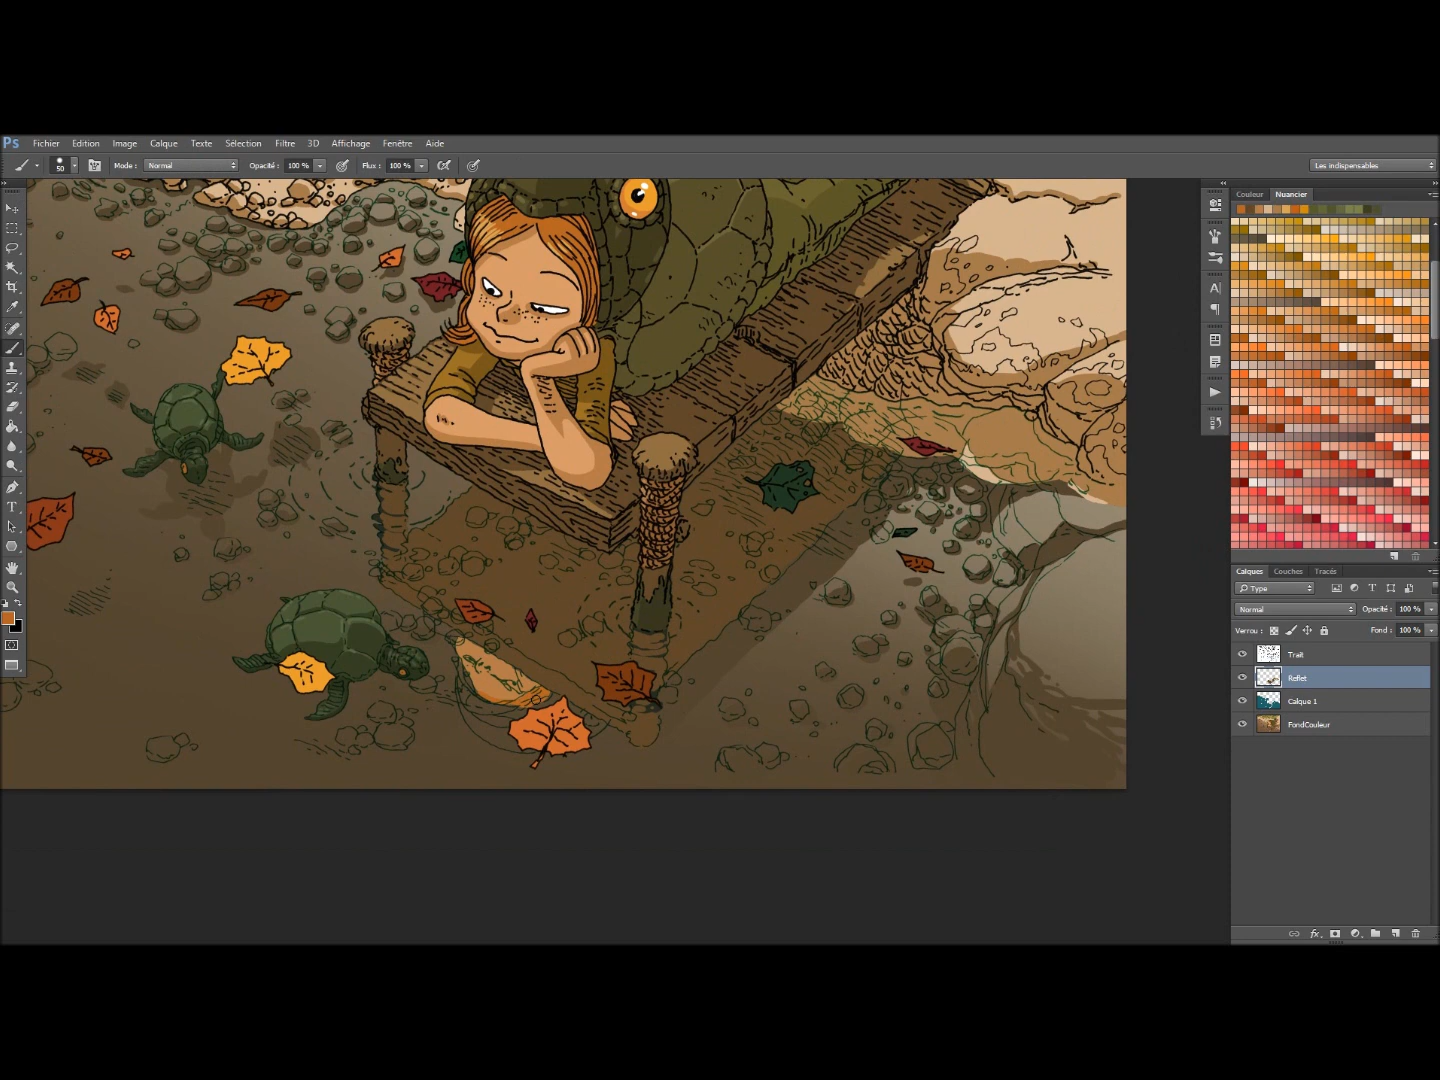 Ps Fichier Edition Image Calque Texte Sélection Filtre 3D Affichage Fenêtre Aide
50 Mode : Normal Opacité : 100 % Flux : 100 % Les indispensables
Couleur Nuancier
Calques Couches Tracés
Type
Normal Opacité : 100 %
Verrou : Fond : 100 %
Trait
Reflet
Calque 1
FondCouleur